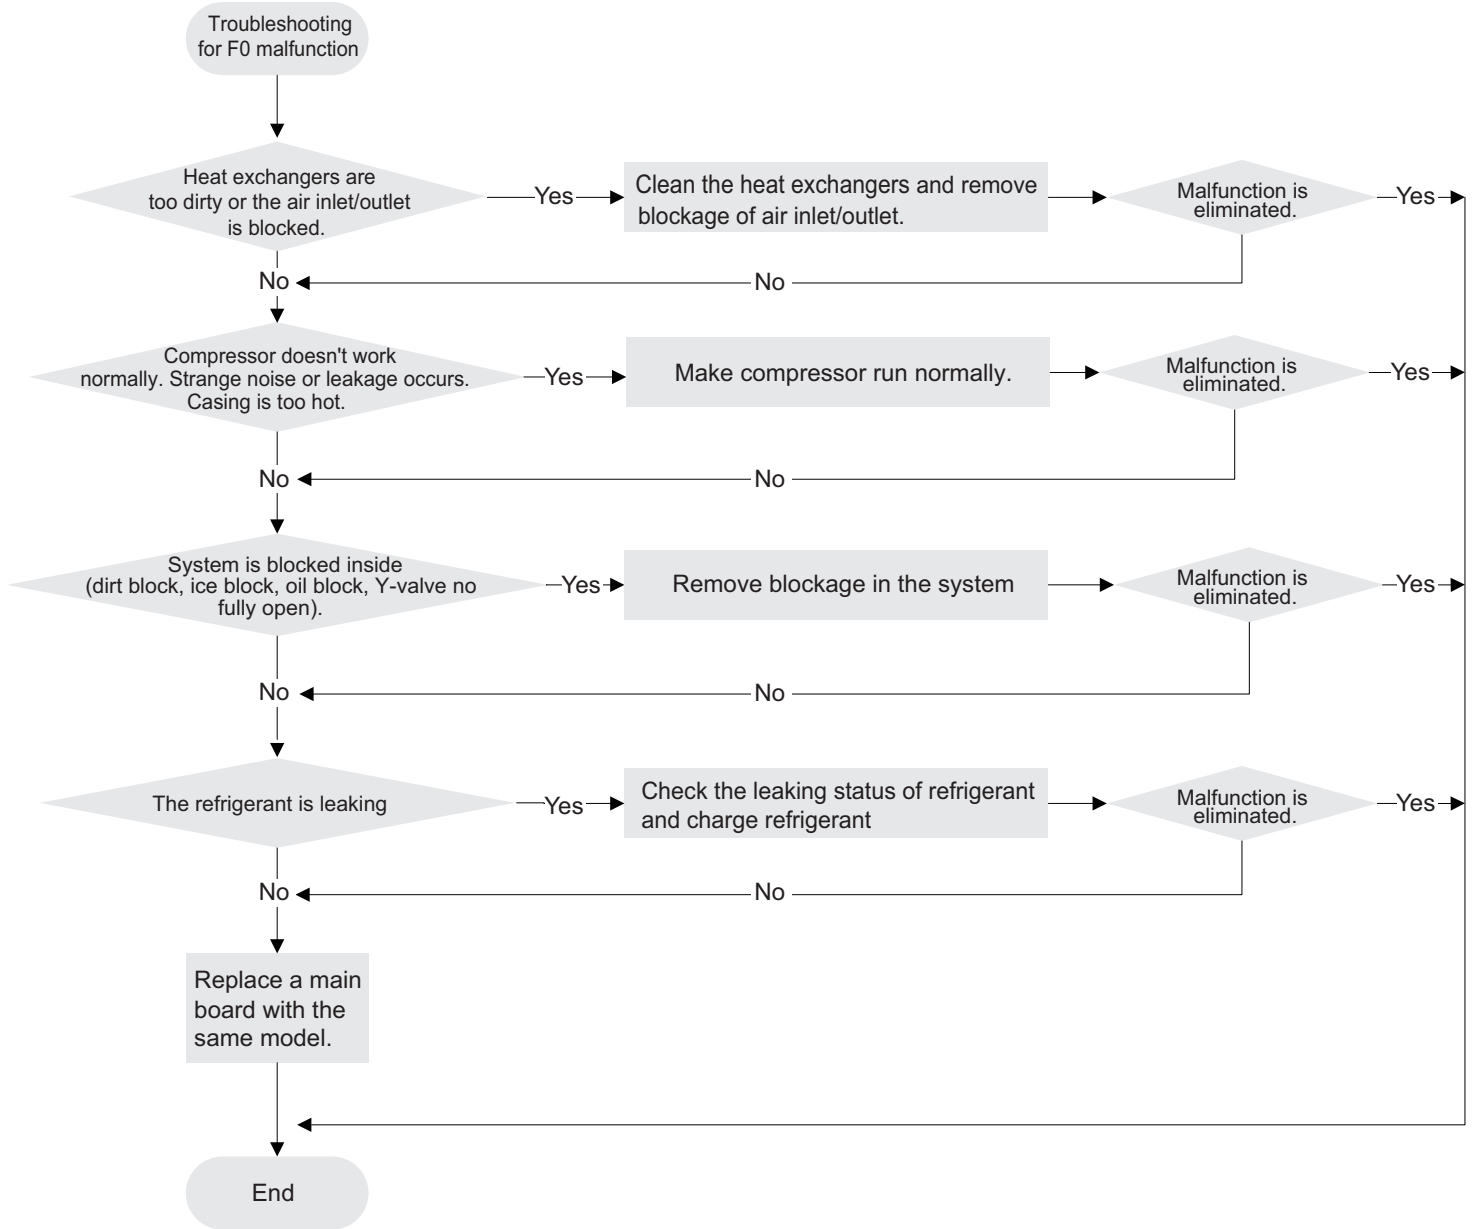 Troubleshooting
for F0 malfunction
Heat exchangers are
too dirty or the air inlet/outlet
is blocked.
Yes
Clean the heat exchangers and remove
blockage of air inlet/outlet.
Malfunction is
eliminated.
Yes
No
No
Compressor doesn't work
normally. Strange noise or leakage occurs.
Casing is too hot.
Yes
Make compressor run normally.
Malfunction is
eliminated.
Yes
No
No
System is blocked inside
(dirt block, ice block, oil block, Y-valve no
fully open).
Yes
Remove blockage in the system
Malfunction is
eliminated.
Yes
No
No
The refrigerant is leaking
Yes
Check the leaking status of refrigerant
and charge refrigerant
Malfunction is
eliminated.
Yes
No
No
Replace a main
board with the
same model.
End